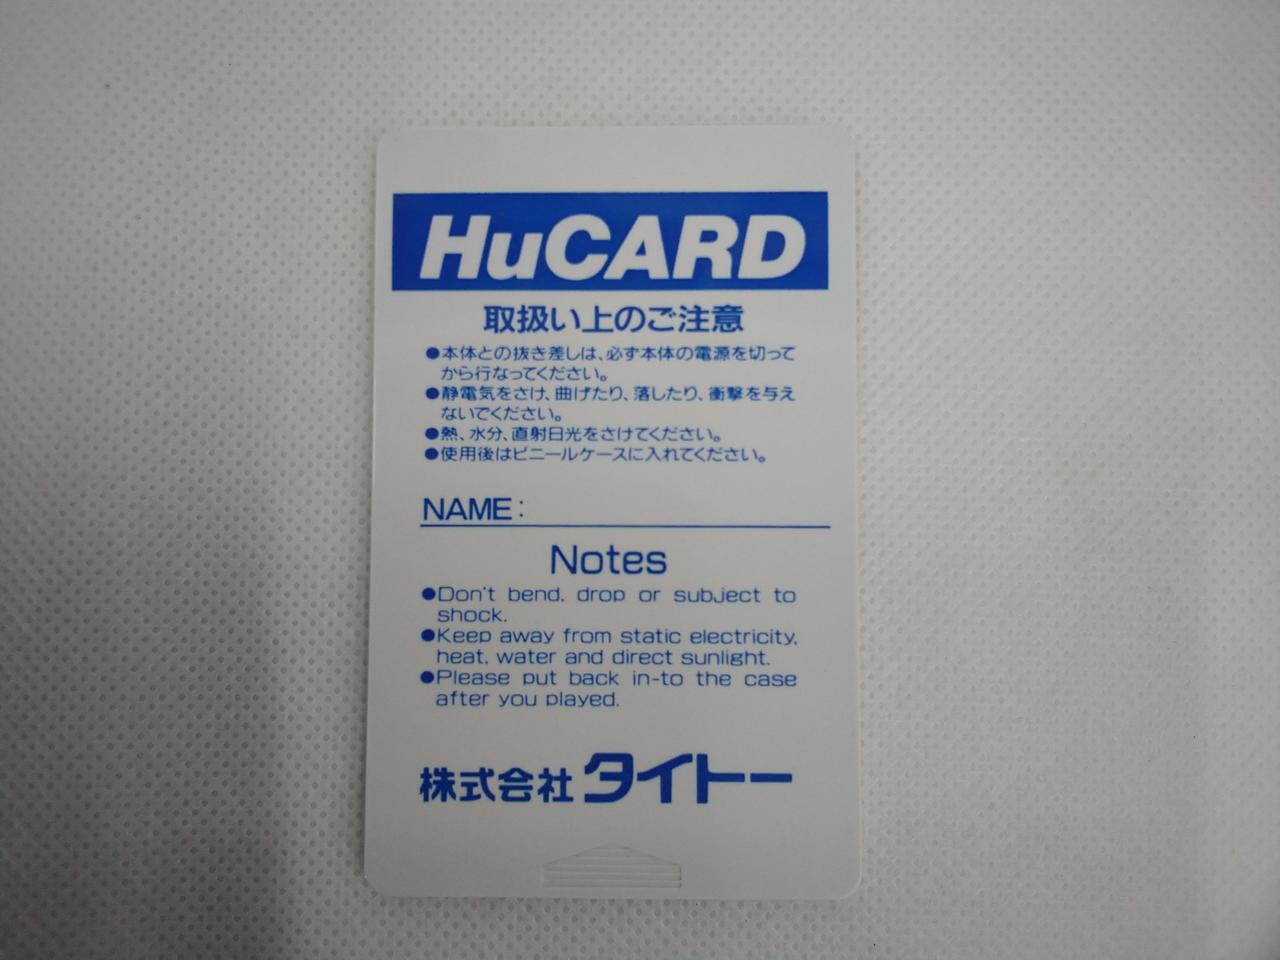 HuCARD
取扱い上のご注意
●本体との抜き差しは、必ず本体の電源を切って
から行なってください。
●静電気をさけ、曲げたり、落したり、衝撃を与え
ないでください。
●熱、水分、直射日光をさけてください。
●使用後はビニールケースに入れてください。
NAME:
Notes
●Don't bend, drop or subject to
shock.
●Keep away from static electricity,
heat, water and direct sunlight.
●Please put back in-to the case
after you played.
株式会社タイトー